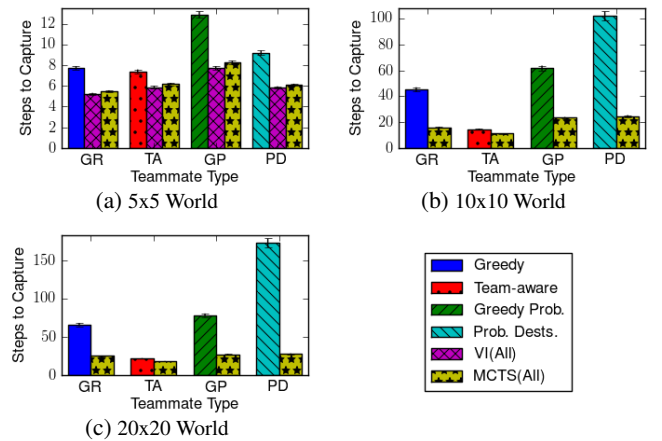 Steps to Capture
12
10
8
6
4
2
0
GR TA GP PD
Teammate Type
(a) 5x5 World
Steps to Capture
100
80
60
40
20
0
GR TA GP PD
Teammate Type
(b) 10x10 World
Steps to Capture
150
100
50
0
GR TA GP PD
Teammate Type
(c) 20x20 World
Greedy
Team-aware
Greedy Prob.
Prob. Dests.
VI(All)
MCTS(All)